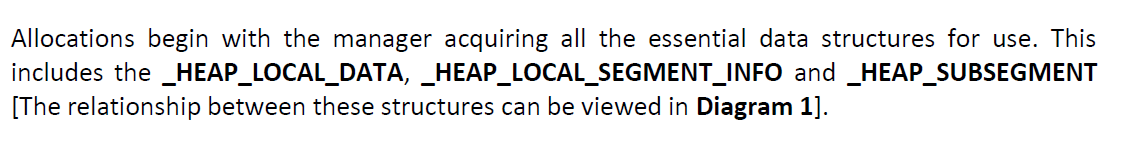 Allocations begin with the manager acquiring all the essential data structures for use. This
includes the _HEAP_LOCAL_DATA, _HEAP_LOCAL_SEGMENT_INFO and _HEAP_SUBSEGMENT
[The relationship between these structures can be viewed in Diagram 1].